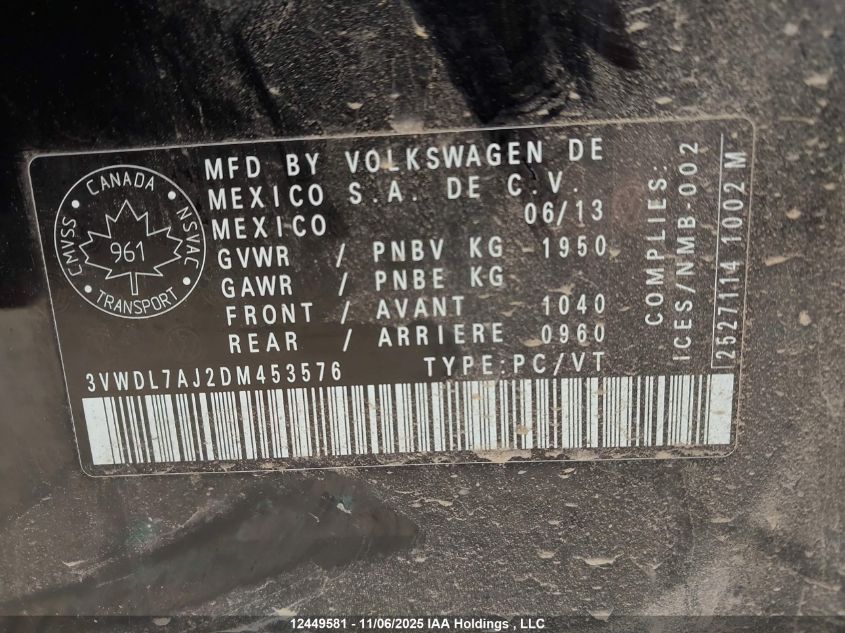 CANADA
CMVSS
NSVAC
961
TRANSPORT
MFD BY VOLKSWAGEN DE
MEXICO S.A. DE C.V.
MEXICO 06/13
GVWR / PNBV KG 1950
GAWR / PNBE KG
FRONT / AVANT 1040
REAR / ARRIERE 0960
3VWDL7AJ2DM453576 TYPE:PC/VT
COMPLIES:
ICES/NMB-002
2527114 1002 M
12449581 - 11/06/2025 IAA Holdings , LLC